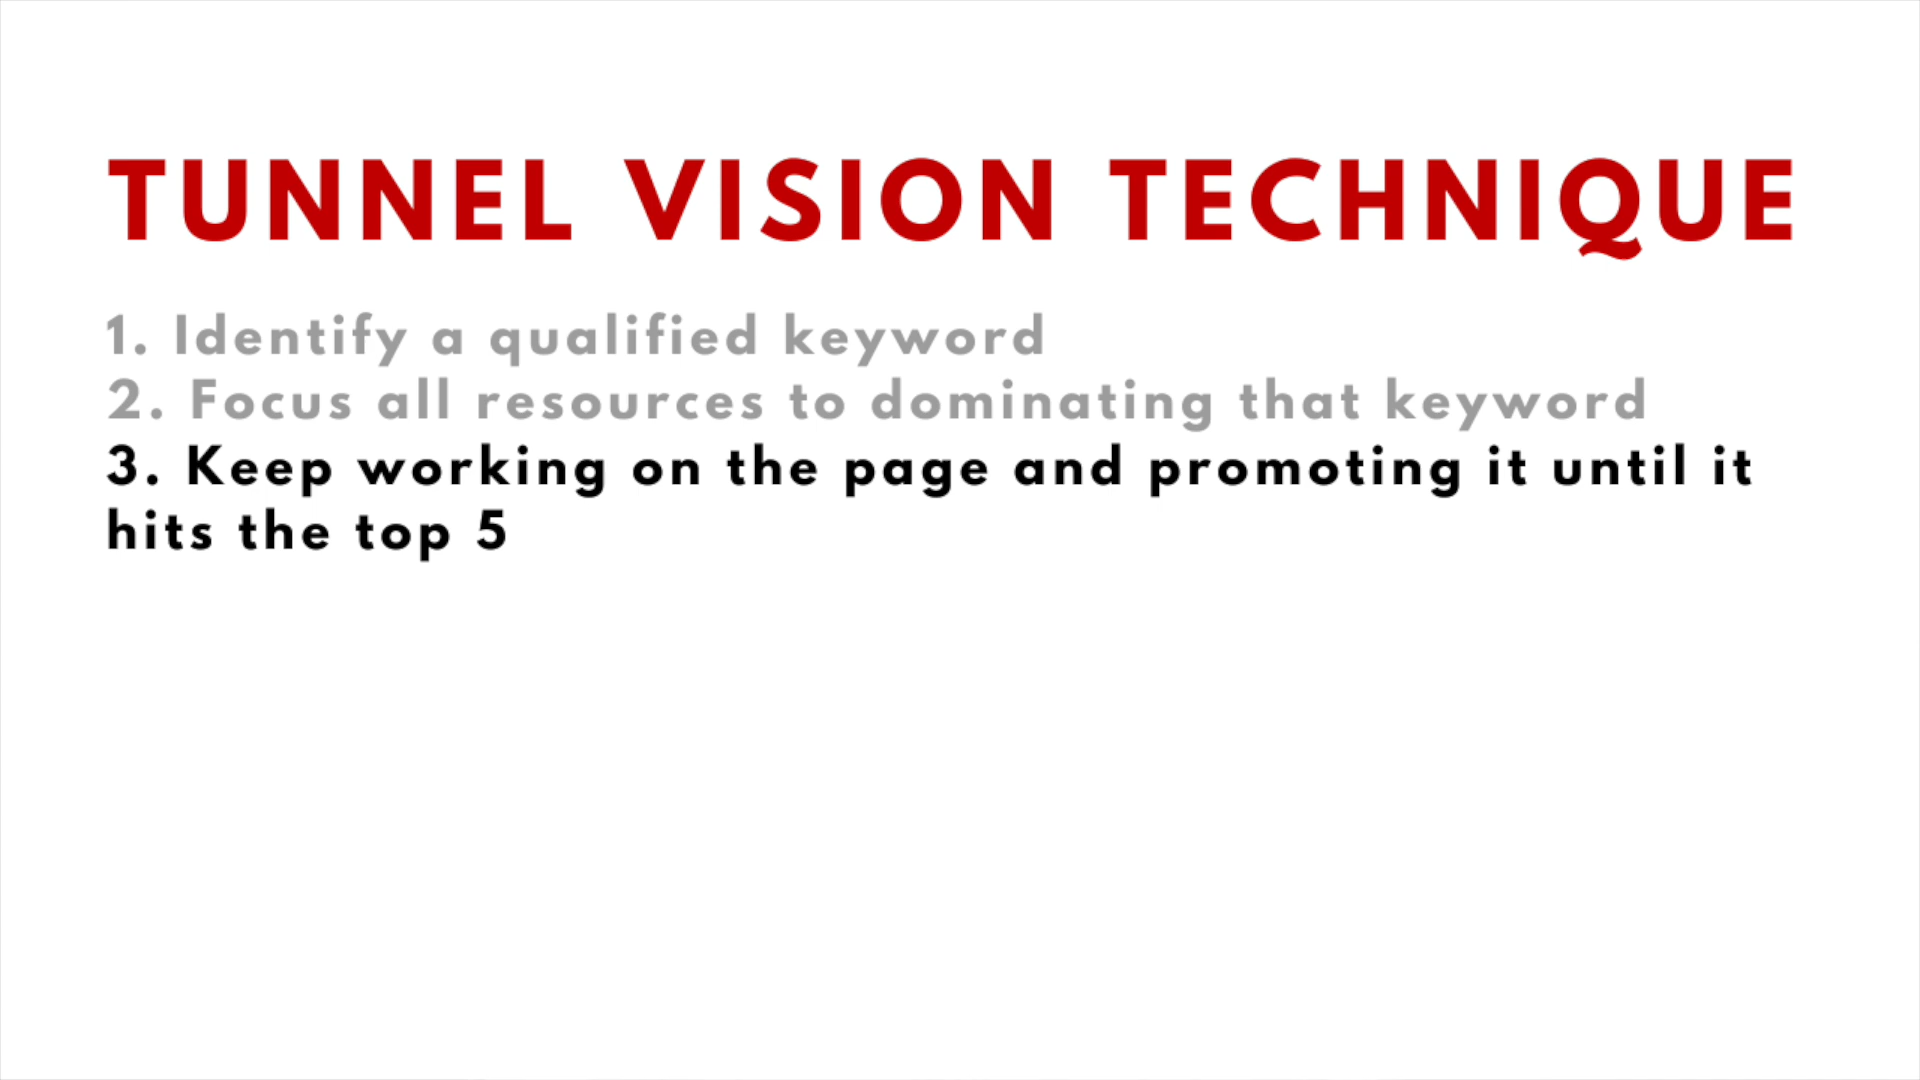 TUNNEL VISION TECHNIQUE
1. Identify a qualified keyword
2. Focus all resources to dominating that keyword
3. Keep working on the page and promoting it until it
hits the top 5